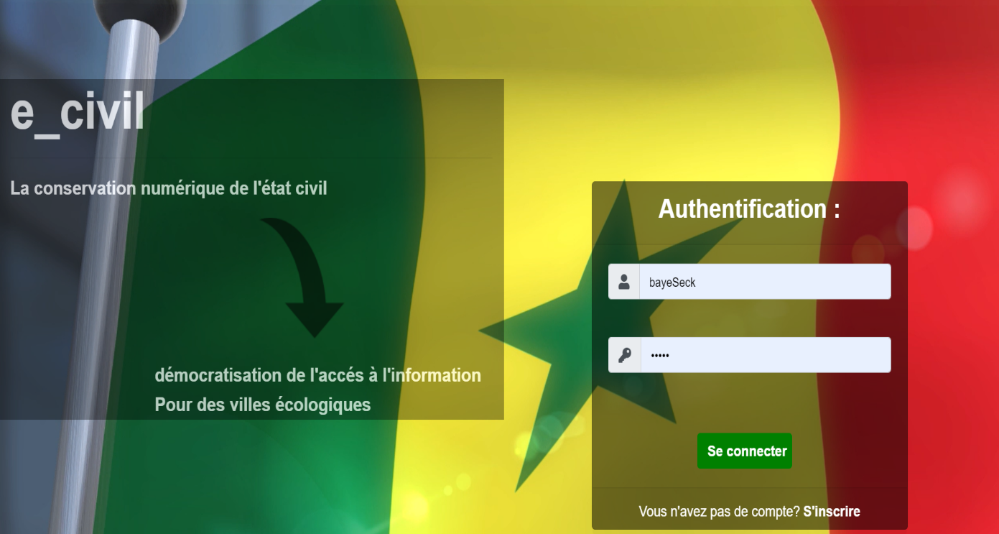 e_civil
La conservation numérique de l'état civil
démocratisation de l'accés à l'information
Pour des villes écologiques
Authentification :
bayeSeck
•••••
Se connecter
Vous n'avez pas de compte? S'inscrire